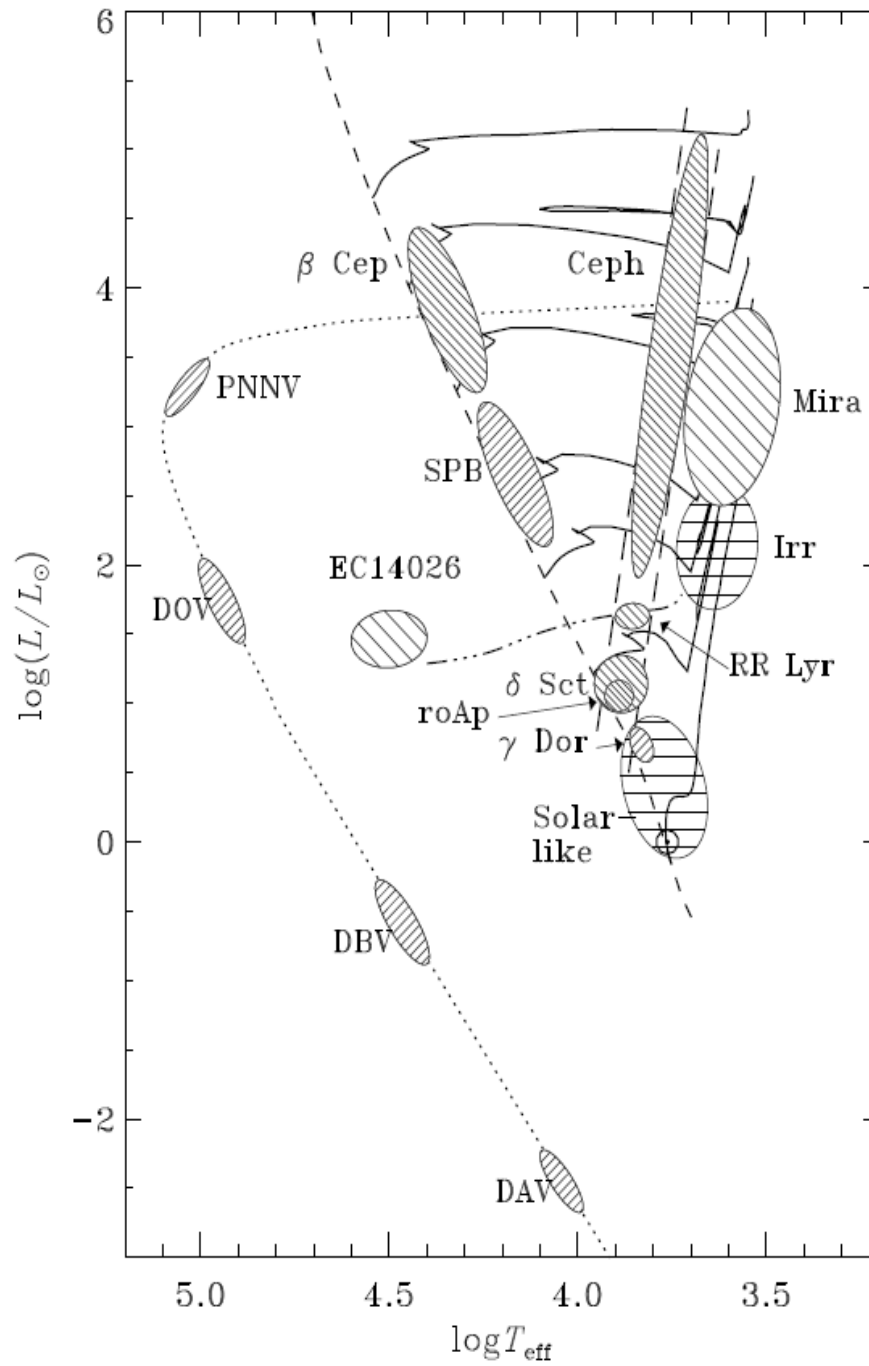 6
β Cep
Ceph
4
PNNV
Mira
SPB
EC14026
Irr
2
DOV
RR Lyr
δ Sct
roAp
γ Dor
Solar
like
0
DBV
−2
DAV
log(L/L⊙)
5.0 4.5 4.0 3.5
log T eff